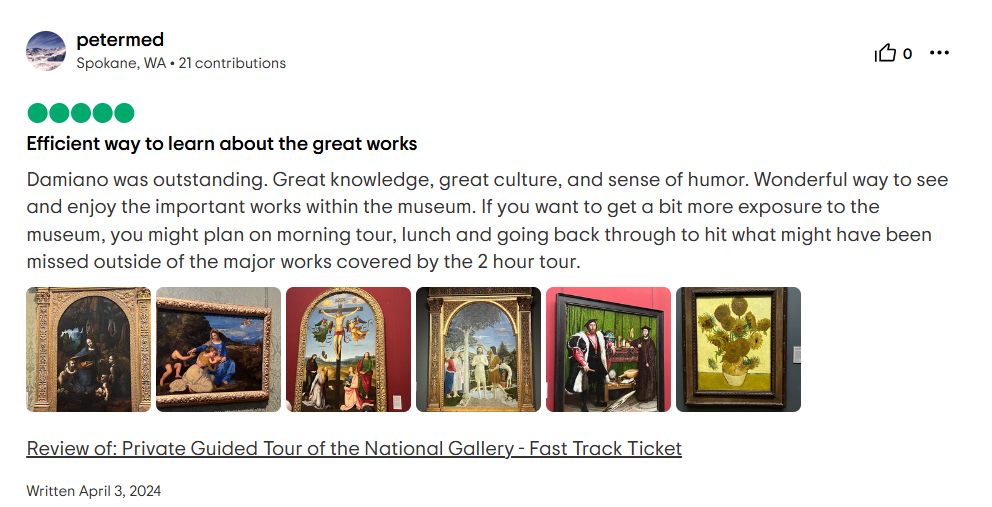 petermed
Spokane, WA • 21 contributions
0
Efficient way to learn about the great works
Damiano was outstanding. Great knowledge, great culture, and sense of humor. Wonderful way to see
and enjoy the important works within the museum. If you want to get a bit more exposure to the
museum, you might plan on morning tour, lunch and going back through to hit what might have been
missed outside of the major works covered by the 2 hour tour.
Review of: Private Guided Tour of the National Gallery - Fast Track Ticket
Written April 3, 2024